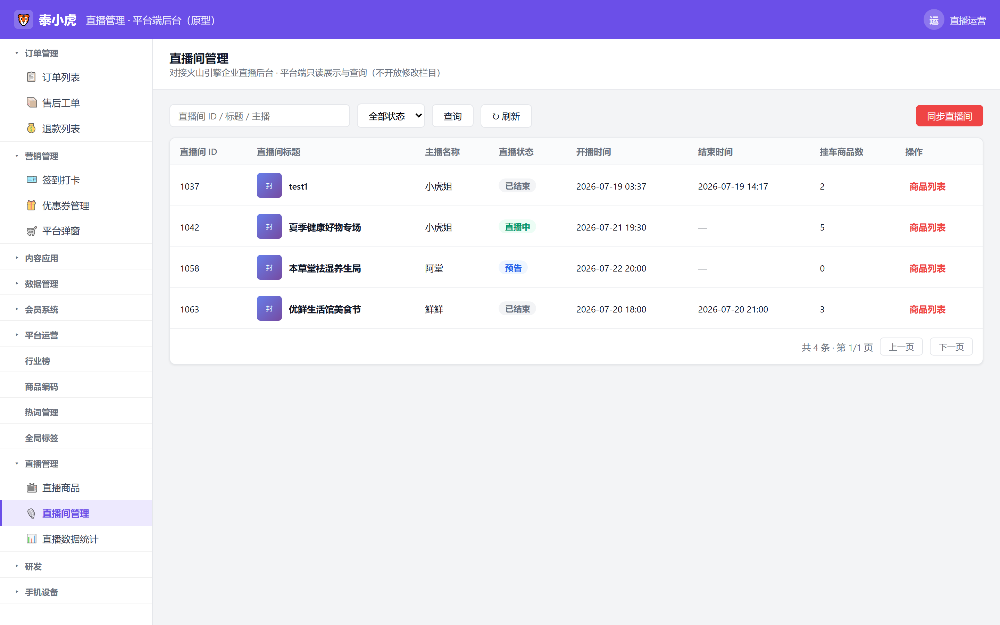 泰小虎 直播管理 · 平台端后台（原型）
运 直播运营
订单管理
订单列表
售后工单
退款列表
营销管理
签到打卡
优惠券管理
平台弹窗
内容应用
数据管理
会员系统
平台运营
行业榜
商品编码
热词管理
全局标签
直播管理
直播商品
直播间管理
直播数据统计
研发
手机设备
直播间管理
对接火山引擎企业直播后台 · 平台端只读展示与查询（不开放修改栏目）
直播间 ID / 标题 / 主播 全部状态 查询 ↻ 刷新 同步直播间
直播间 ID 直播间标题 主播名称 直播状态 开播时间 结束时间 挂车商品数 操作
1037 封 test1 小虎姐 已结束 2026-07-19 03:37 2026-07-19 14:17 2 商品列表
1042 封 夏季健康好物专场 小虎姐 直播中 2026-07-21 19:30 — 5 商品列表
1058 封 本草堂祛湿养生局 阿堂 预告 2026-07-22 20:00 — 0 商品列表
1063 封 优鲜生活馆美食节 鲜鲜 已结束 2026-07-20 18:00 2026-07-20 21:00 3 商品列表
共 4 条 · 第 1/1 页 上一页 下一页